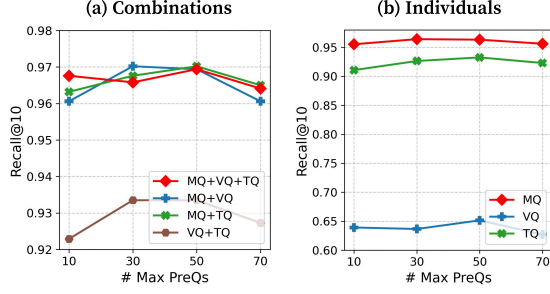 (a) Combinations
0.98
0.97
0.96
0.95
0.94
0.93
0.92
Recall@10
MQ+VQ+TQ
MQ+VQ
MQ+TQ
VQ+TQ
10 30 50 70
# Max PreQs
(b) Individuals
0.95
0.90
0.85
0.80
0.75
0.70
0.65
0.60
Recall@10
MQ
VQ
TQ
10 30 50 70
# Max PreQs